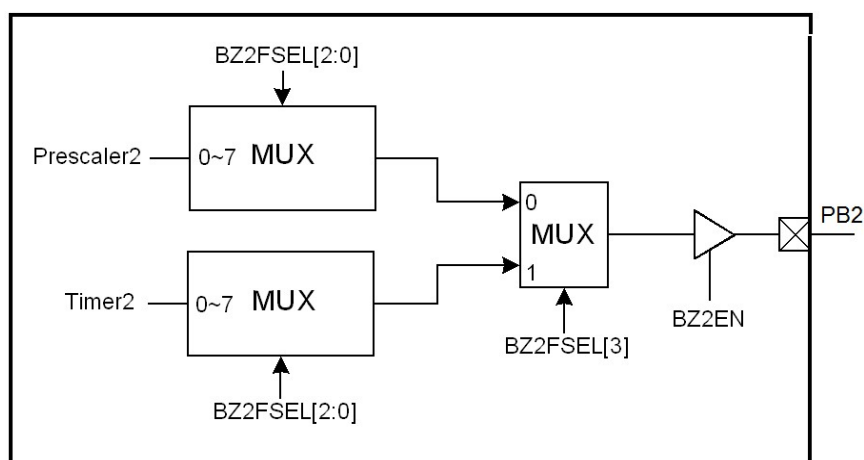 BZ2FSEL[2:0]
Prescaler2
0~7 MUX
0
MUX
1
PB2
Timer2
0~7 MUX
BZ2EN
BZ2FSEL[3]
BZ2FSEL[2:0]